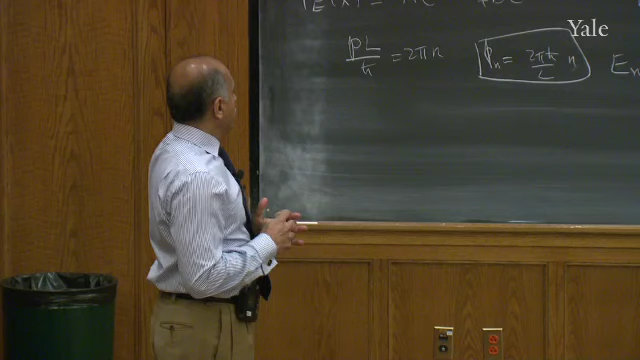 Yale
pL/ħ = 2πn
pₙ = 2πħ/L n
Eₙ